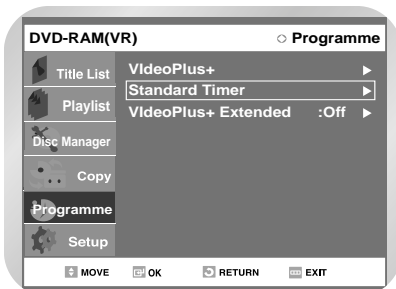 DVD-RAM(VR) Programme
Title List
Playlist
Disc Manager
Copy
Programme
Setup
VIdeoPlus+
Standard Timer
VIdeoPlus+ Extended :Off
MOVE OK RETURN EXIT